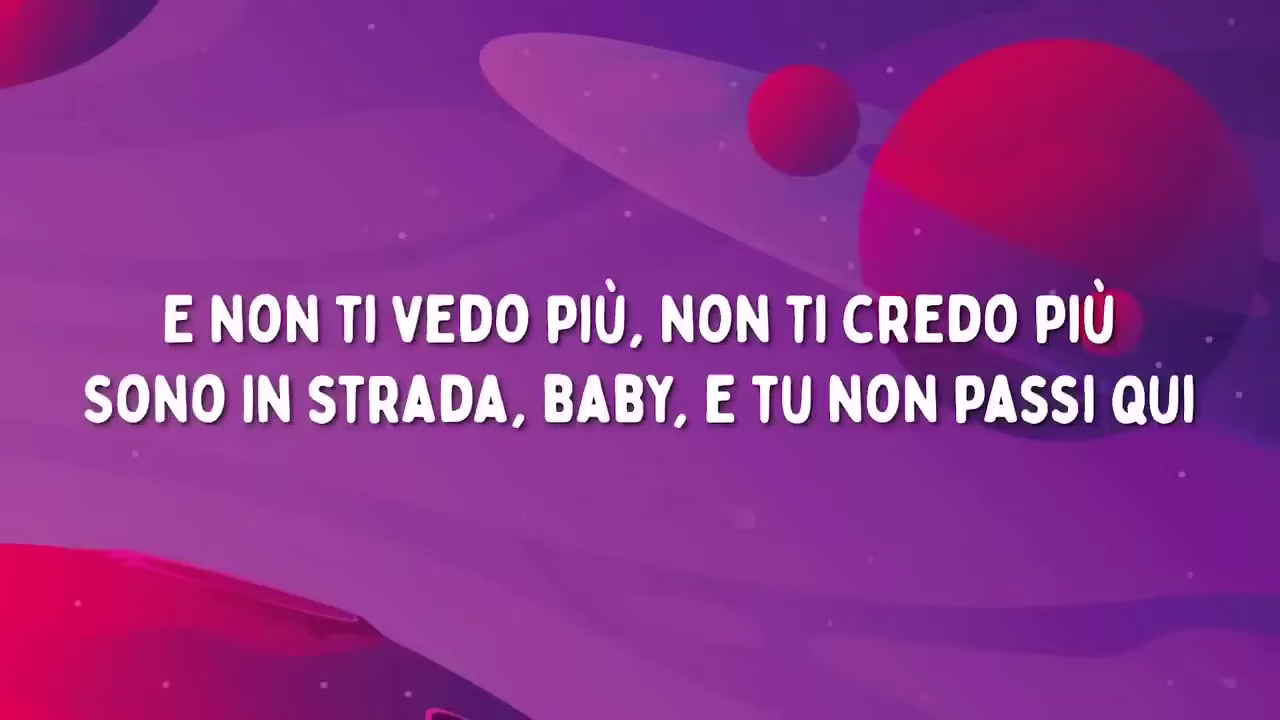 E NON TI VEDO PIÙ, NON TI CREDO PIÙ
SONO IN STRADA, BABY, E TU NON PASSI QUI